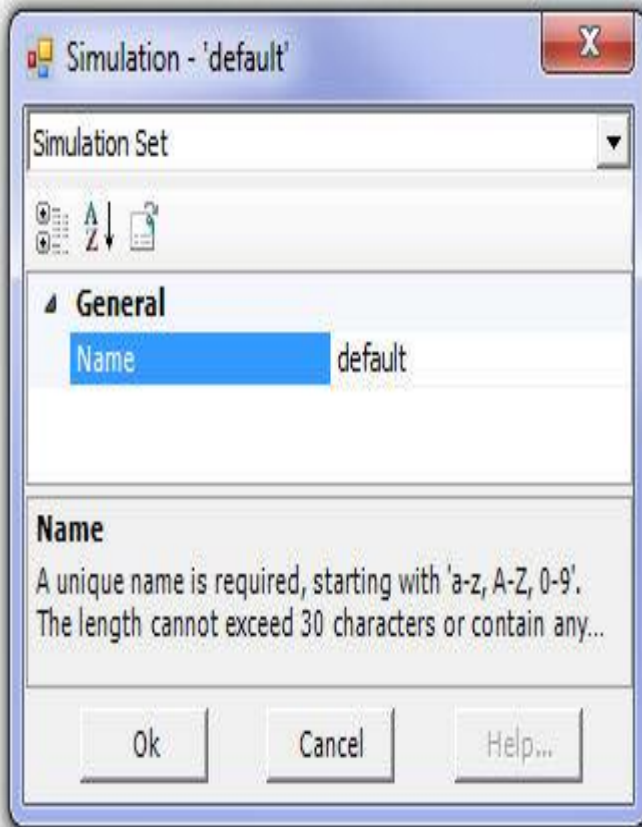 Simulation - 'default'
X
Simulation Set
A
Z
General
Name default
Name
A unique name is required, starting with 'a-z, A-Z, 0-9'.
The length cannot exceed 30 characters or contain any...
Ok Cancel Help...